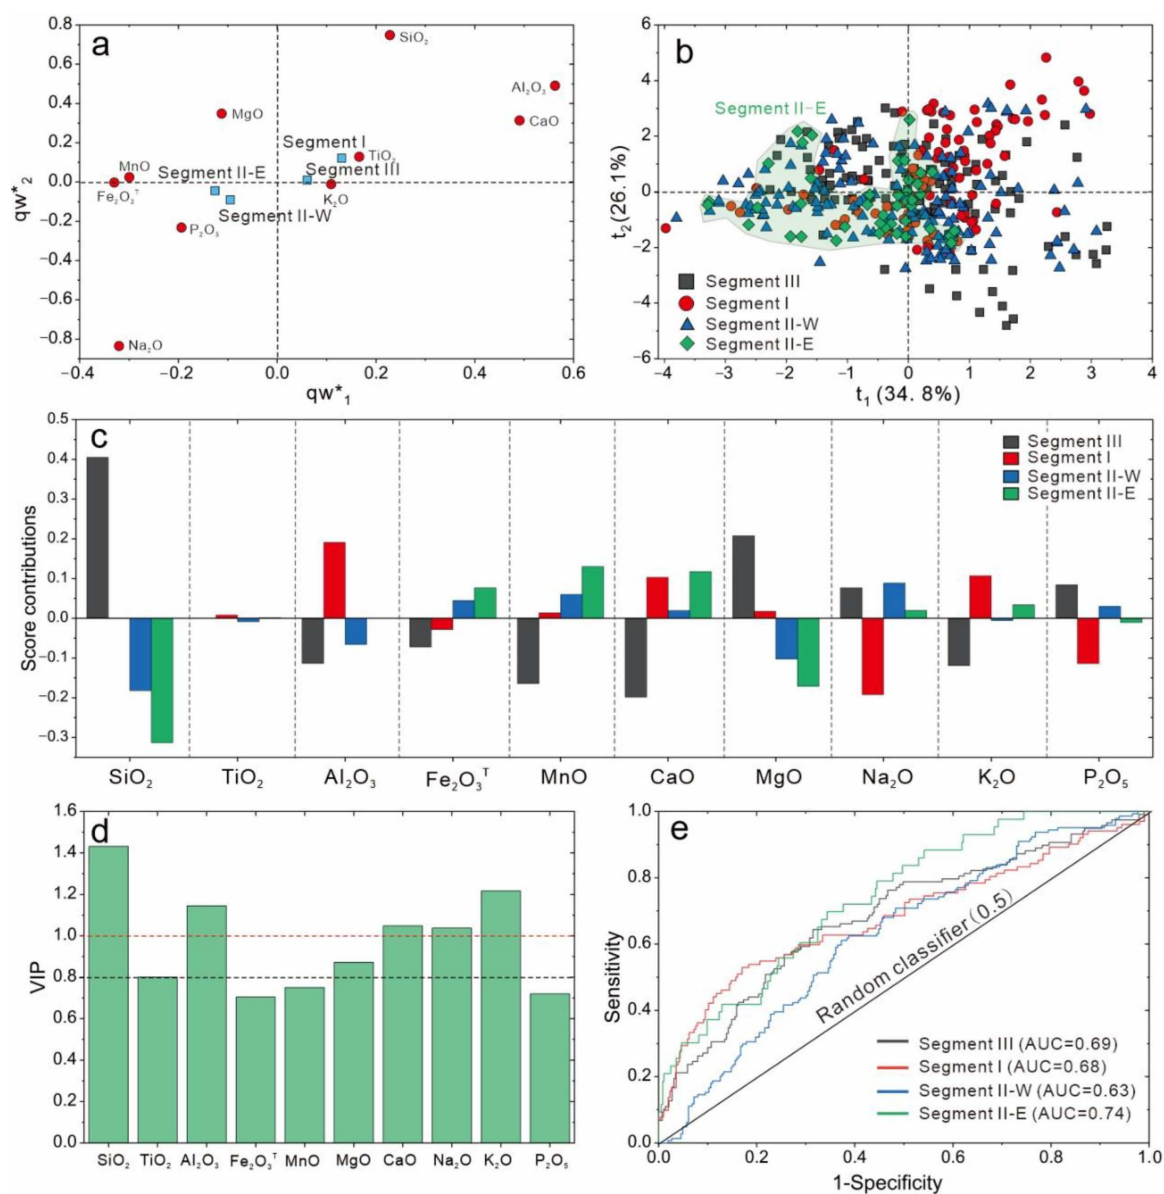 a
0.8
0.6
0.4
0.2
0.0
−0.2
−0.4
−0.6
−0.8
qw*2
SiO2
Al2O3
CaO
MgO
Segment I
TiO2
MnO
Segment II-E
Segment III
Fe2O3T
K2O
Segment II-W
P2O5
Na2O
−0.4
−0.2
0.0
0.2
0.4
0.6
qw*1
b
6
4
2
0
−2
−4
−6
t2(26.1%)
Segment II-E
Segment III
Segment I
Segment II-W
Segment II-E
−4
−3
−2
−1
0
1
2
3
4
t1(34.8%)
c
0.5
0.4
0.3
0.2
0.1
0.0
−0.1
−0.2
−0.3
Score contributions
Segment III
Segment I
Segment II-W
Segment II-E
SiO2
TiO2
Al2O3
Fe2O3T
MnO
CaO
MgO
Na2O
K2O
P2O5
d
1.6
1.4
1.2
1.0
0.8
0.6
0.4
0.2
0.0
VIP
SiO2
TiO2
Al2O3
Fe2O3T
MnO
MgO
CaO
Na2O
K2O
P2O5
e
1.0
0.8
0.6
0.4
0.2
0.0
Sensitivity
Random classifier (0.5)
Segment III (AUC=0.69)
Segment I (AUC=0.68)
Segment II-W (AUC=0.63)
Segment II-E (AUC=0.74)
0.0
0.2
0.4
0.6
0.8
1.0
1-Specificity